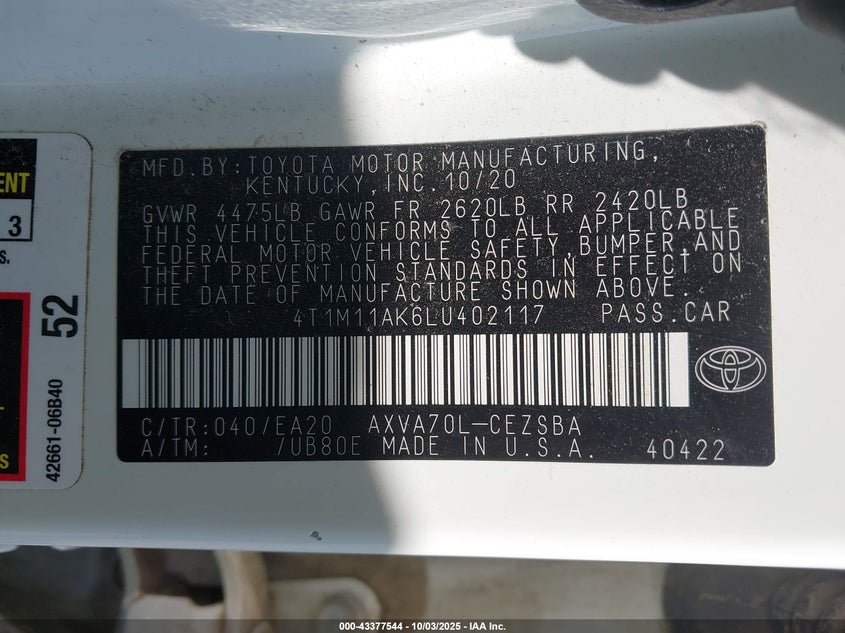 MFD.BY:TOYOTA MOTOR MANUFACTURING,
KENTUCKY,INC.10/20
GVWR 4475LB GAWR FR 2620LB RR 2420LB
THIS VEHICLE CONFORMS TO ALL APPLICABLE
FEDERAL MOTOR VEHICLE SAFETY,BUMPER,AND
THEFT PREVENTION STANDARDS IN EFFECT ON
THE DATE OF MANUFACTURE SHOWN ABOVE.
4T1M11AK6LU402117 PASS.CAR
C/TR:040/EA20 AXVA70L-CEZSBA
A/TM: /UB80E MADE IN U.S.A. 40422
3
52
42661-06B40
000-43377544 - 10/03/2025 - IAA Inc.